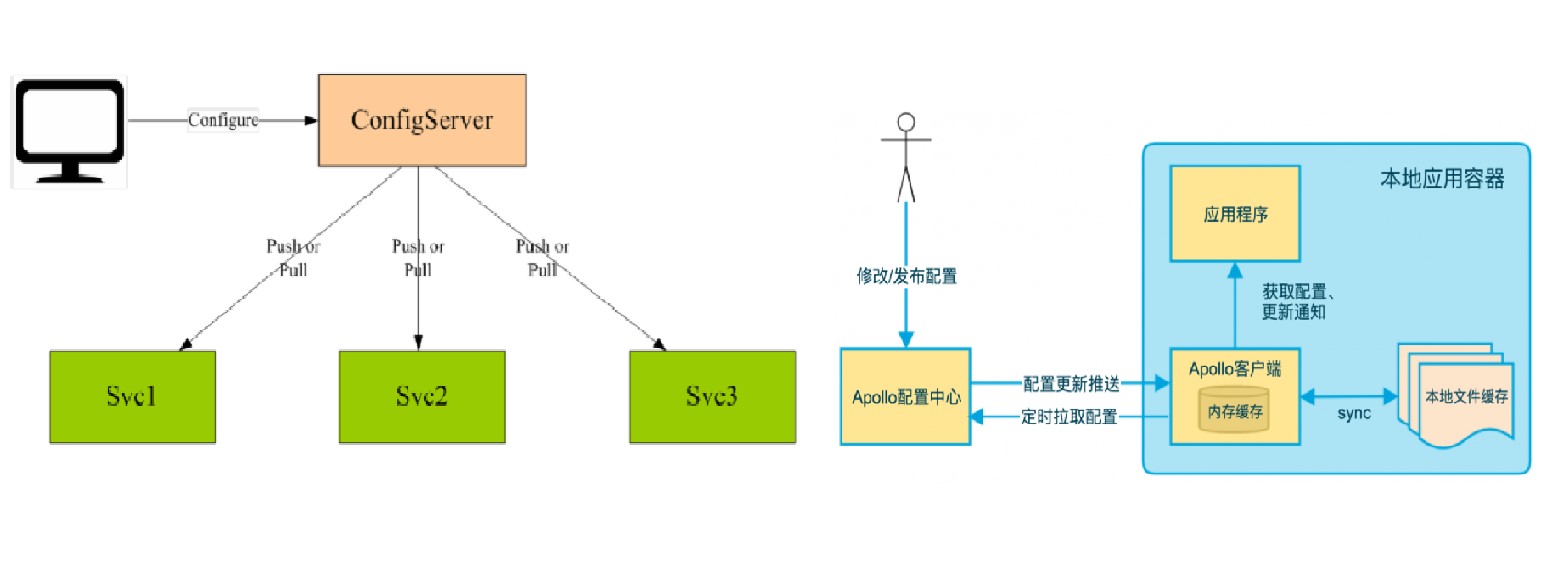 Configure
ConfigServer
Push or
Pull
Push or
Pull
Push or
Pull
Svc1
Svc2
Svc3
修改/发布配置
Apollo配置中心
配置更新推送
定时拉取配置
本地应用容器
应用程序
获取配置、
更新通知
Apollo客户端
内存缓存
sync
本地文件缓存